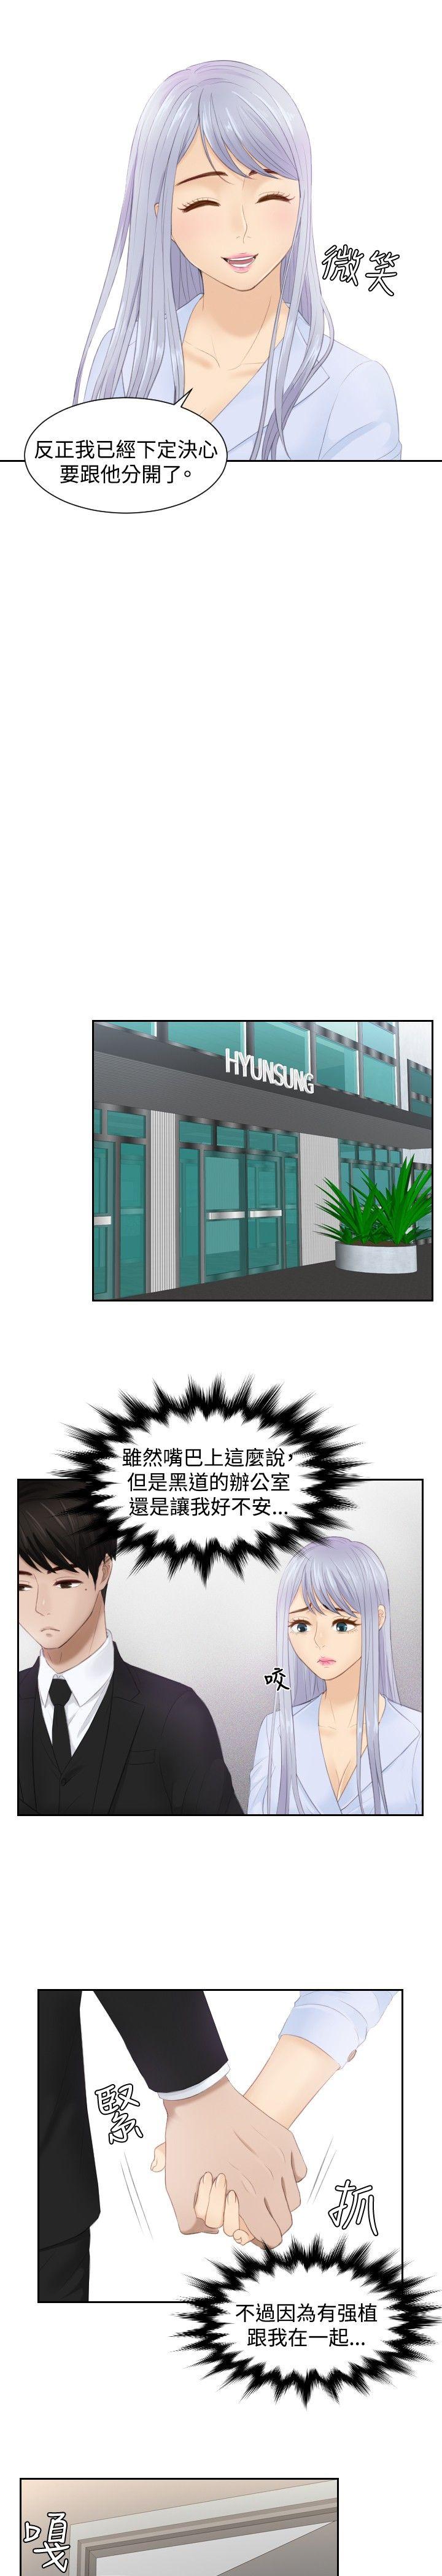 微笑
反正我已經下定決心
要跟他分開了。
HYUNSUNG
雖然嘴巴上這麼說,
但是黑道的辦公室
還是讓我好不安...
咬
緊
抓
不過因為有强植
跟我在一起...
嘎